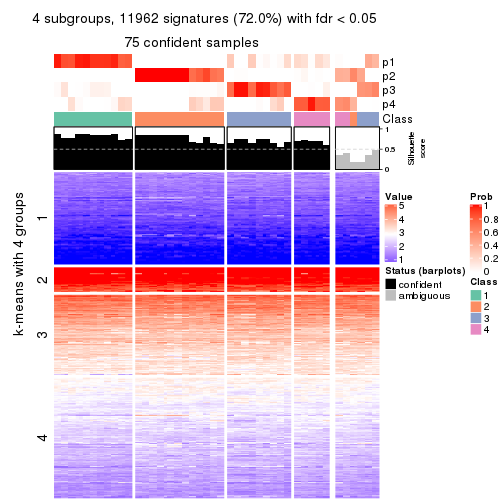 4 subgroups, 11962 signatures (72.0%) with fdr < 0.05
75 confident samples
p1
p2
p3
p4
Class
1
0.5
0
Silhouette
score
k-means with 4 groups
1
2
3
4
Value
5
4
3
2
1
Prob
1
0.8
0.6
0.4
0.2
0
Status (barplots)
confident
ambiguous
Class
1
2
3
4